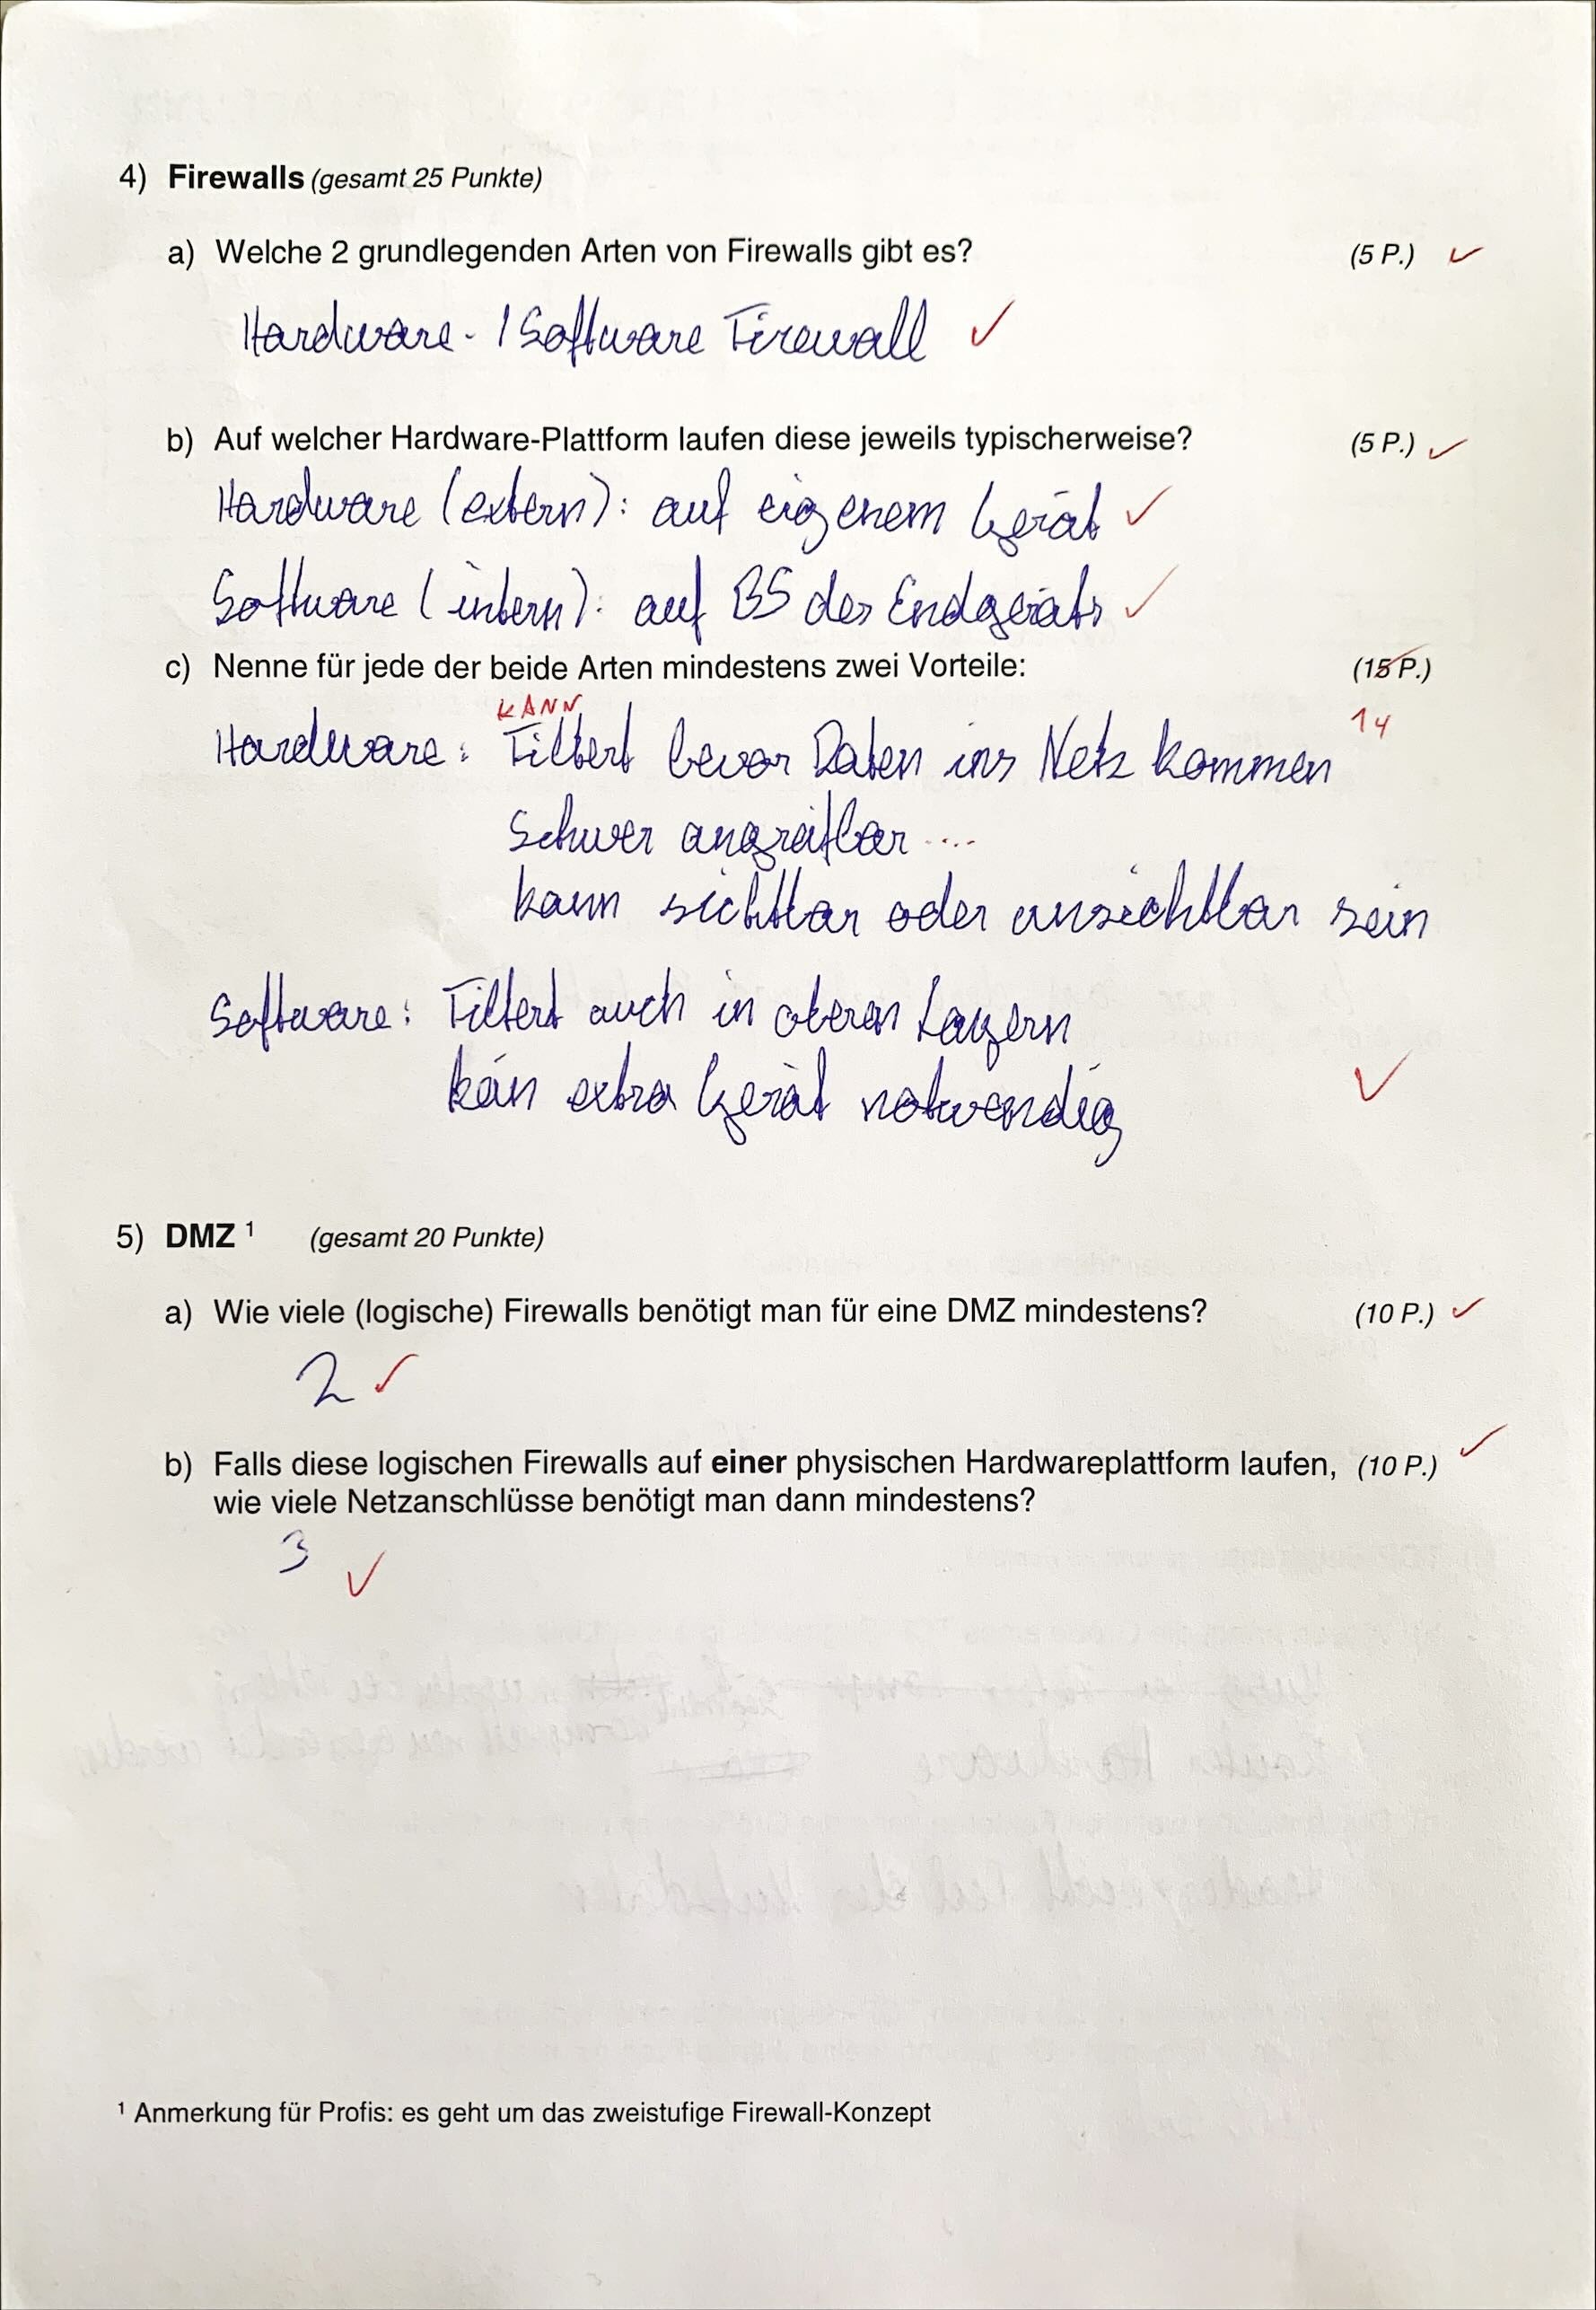 4) Firewalls (gesamt 25 Punkte)
a) Welche 2 grundlegenden Arten von Firewalls gibt es? (5 P.) ✓
Hardware- / Software Firewall ✓
b) Auf welcher Hardware-Plattform laufen diese jeweils typischerweise? (5 P.) ✓
Hardware (extern): auf eigenem Gerät ✓
Software (intern): auf BS des Endgeräts ✓
c) Nenne für jede der beide Arten mindestens zwei Vorteile: (15 P.)
KANN
14
Hardware: Filtert bevor Daten ins Netz kommen
Schwer angreifbar ....
kann sichtbar oder unsichtbar sein
Software: Filtert auch in oberen Layern
kein extra Gerät notwendig ✓
5) DMZ ¹ (gesamt 20 Punkte)
a) Wie viele (logische) Firewalls benötigt man für eine DMZ mindestens? (10 P.) ✓
2 ✓
b) Falls diese logischen Firewalls auf einer physischen Hardwareplattform laufen, (10 P.) ✓
wie viele Netzanschlüsse benötigt man dann mindestens?
3 ✓
¹ Anmerkung für Profis: es geht um das zweistufige Firewall-Konzept